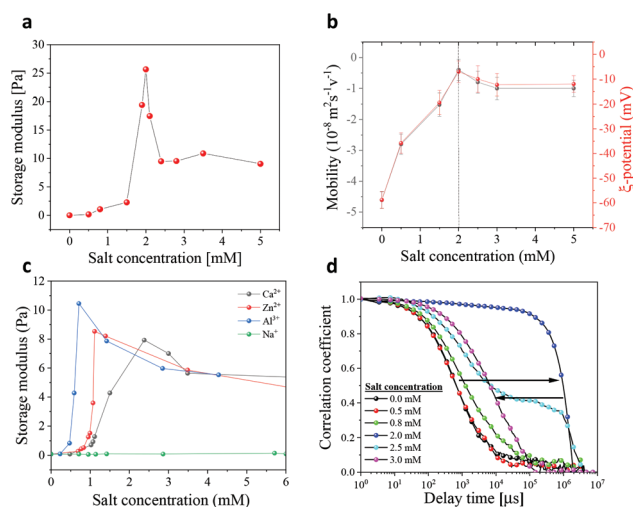 a
Storage modulus [Pa]
30
25
20
15
10
5
0
0 1 2 3 4 5
Salt concentration [mM]
b
Mobility (10⁻⁸ m²s⁻¹v⁻¹)
0
-1
-2
-3
-4
-5
0 1 2 3 4 5
Salt concentration (mM)
0
-10
-20
-30
-40
-50
-60
-70
ξ-potential (mV)
c
Storage modulus (Pa)
12
10
8
6
4
2
0
0 1 2 3 4 5 6
Salt concentration (mM)
Ca²⁺
Zn²⁺
Al³⁺
Na⁺
d
Correlation coefficient
1.0
0.8
0.6
0.4
0.2
0.0
10⁰ 10¹ 10² 10³ 10⁴ 10⁵ 10⁶ 10⁷
Delay time [µs]
Salt concentration
0.0 mM
0.5 mM
0.8 mM
2.0 mM
2.5 mM
3.0 mM